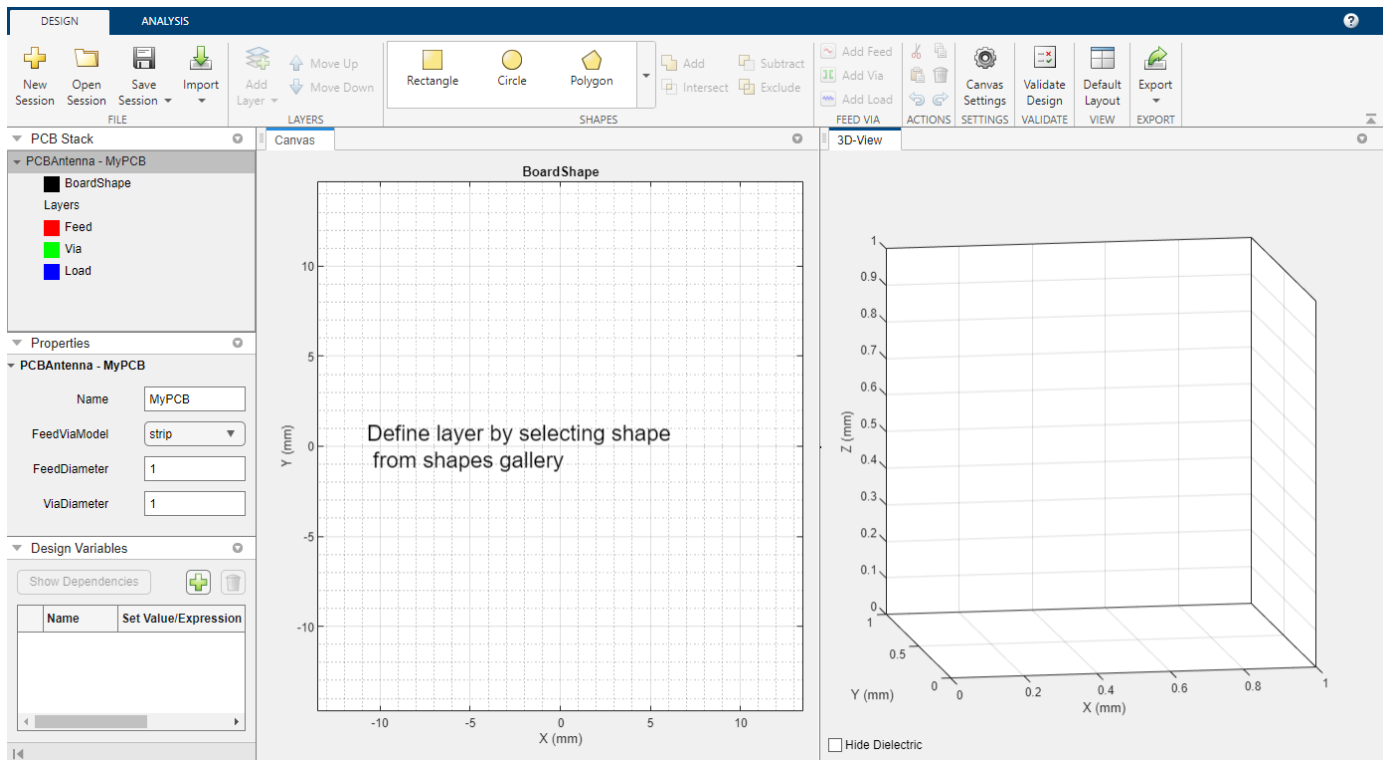 DESIGN ANALYSIS
?
New Session
Open Session
Save Session
Import
FILE
Add Layer
Move Up
Move Down
LAYERS
Rectangle
Circle
Polygon
Add
Subtract
Intersect
Exclude
SHAPES
Add Feed
Add Via
Add Load
FEED VIA
ACTIONS
Canvas Settings
SETTINGS
Validate Design
VALIDATE
Default Layout
VIEW
Export
EXPORT
PCB Stack
PCBAntenna - MyPCB
BoardShape
Layers
Feed
Via
Load
Properties
PCBAntenna - MyPCB
Name MyPCB
FeedViaModel strip
FeedDiameter 1
ViaDiameter 1
Design Variables
Show Dependencies
Name Set Value/Expression
Canvas
BoardShape
10
5
0
-5
-10
Y (mm)
Define layer by selecting shape
from shapes gallery
-10 -5 0 5 10
X (mm)
3D-View
1
0.9
0.8
0.7
0.6
0.5
0.4
0.3
0.2
0.1
0
Z (mm)
1
0.5
0
Y (mm)
0 0.2 0.4 0.6 0.8 1
X (mm)
Hide Dielectric